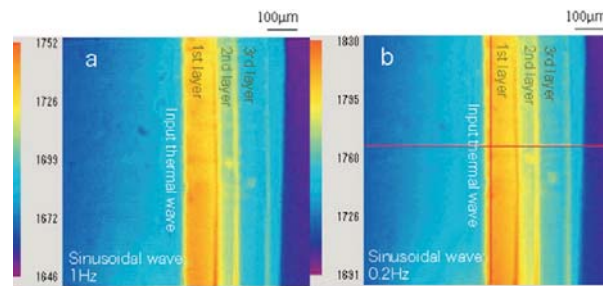 100μm
100μm
1752
1726
1699
1672
1646
a
1st layer
2nd layer
3rd layer
Input thermal wave
Sinusoidal wave
1Hz
1830
1795
1760
1726
1691
b
1st layer
2nd layer
3rd layer
Input thermal wave
Sinusoidal wave
0.2Hz